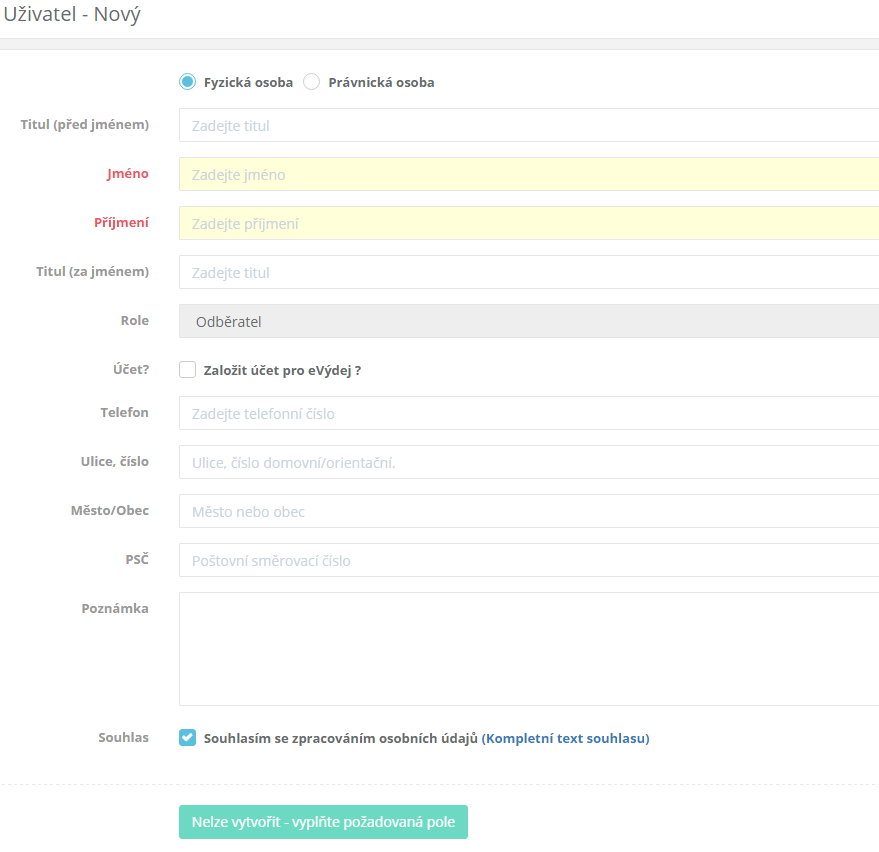 Uživatel - Nový
Fyzická osoba Právnická osoba
Titul (před jménem) Zadejte titul
Jméno Zadejte jméno
Příjmení Zadejte příjmení
Titul (za jménem) Zadejte titul
Role Odběratel
Účet? Založit účet pro eVýdej ?
Telefon Zadejte telefonní číslo
Ulice, číslo Ulice, číslo domovní/orientační.
Město/Obec Město nebo obec
PSČ Poštovní směrovací číslo
Poznámka
Souhlas Souhlasím se zpracováním osobních údajů (Kompletní text souhlasu)
Nelze vytvořit - vyplňte požadovaná pole